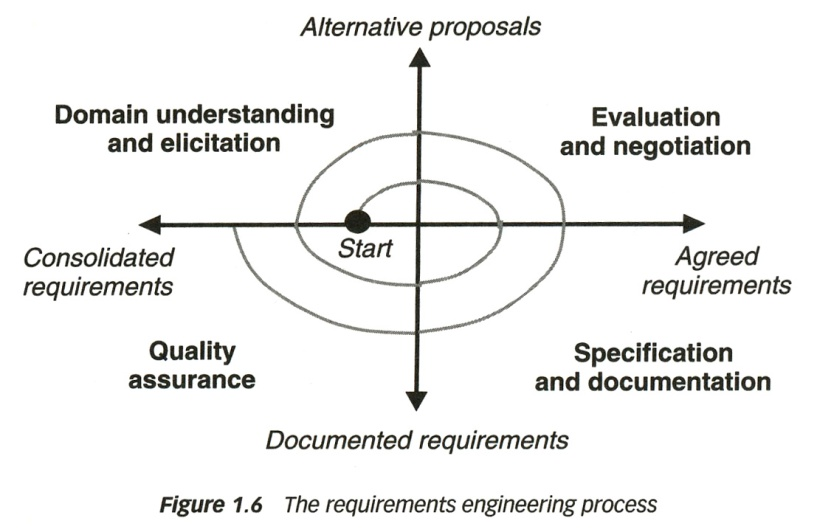 Alternative proposals
Domain understanding
and elicitation
Evaluation
and negotiation
Start
Consolidated
requirements
Agreed
requirements
Quality
assurance
Specification
and documentation
Documented requirements
Figure 1.6 The requirements engineering process